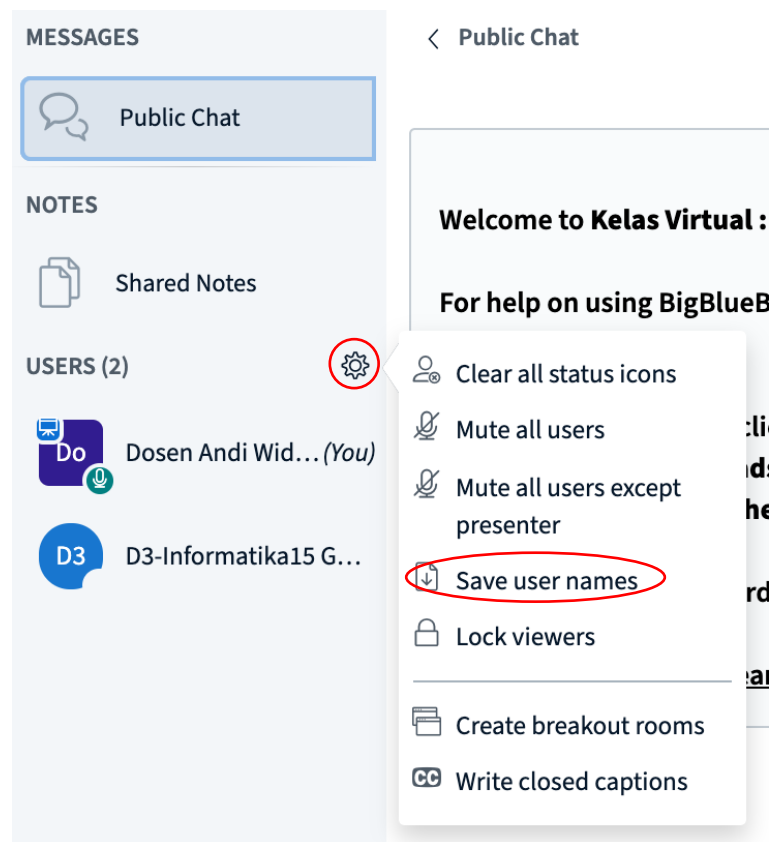 MESSAGES
Public Chat
NOTES
Shared Notes
USERS (2)
Do
Dosen Andi Wid... (You)
D3
D3-Informatika15 G...
Public Chat
Welcome to Kelas Virtual :
For help on using BigBlueB
Clear all status icons
Mute all users
Mute all users except
presenter
Save user names
Lock viewers
Create breakout rooms
CC
Write closed captions